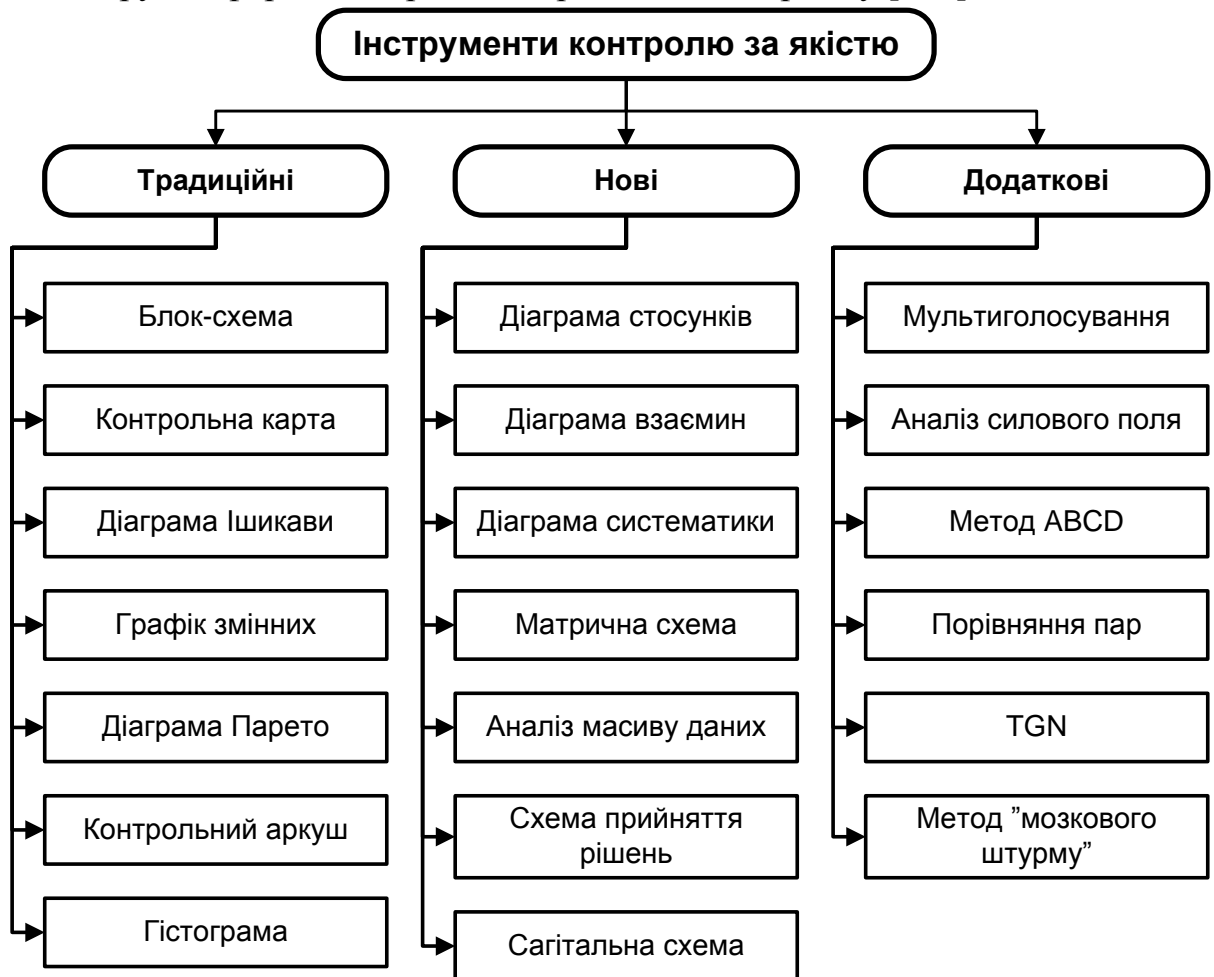 Інструменти контролю за якістю
Традиційні
Нові
Додаткові
Блок-схема
Контрольна карта
Діаграма Ішикави
Графік змінних
Діаграма Парето
Контрольний аркуш
Гістограма
Діаграма стосунків
Діаграма взаємин
Діаграма систематики
Матрична схема
Аналіз масиву даних
Схема прийняття
рішень
Сагітальна схема
Мультиголосування
Аналіз силового поля
Метод ABCD
Порівняння пар
TGN
Метод ”мозкового
штурму”